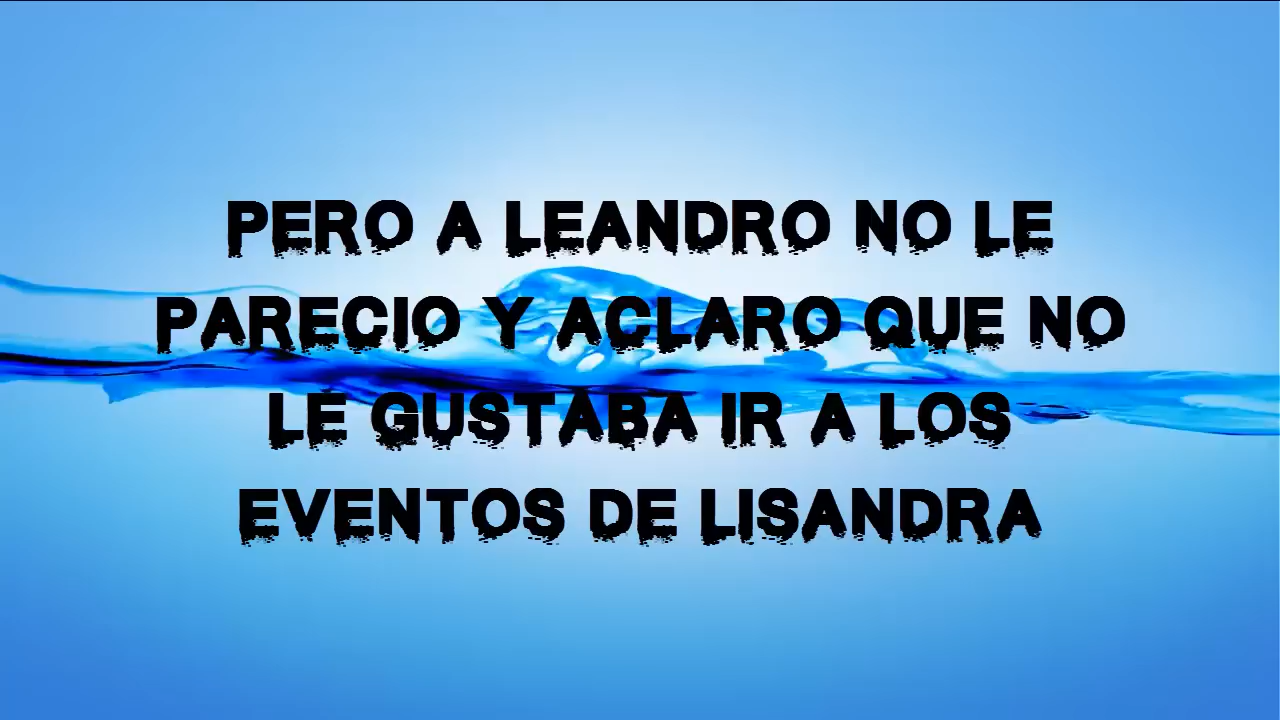 PERO A LEANDRO NO LE
PARECIO Y ACLARO QUE NO
LE GUSTABA IR A LOS
EVENTOS DE LISANDRA